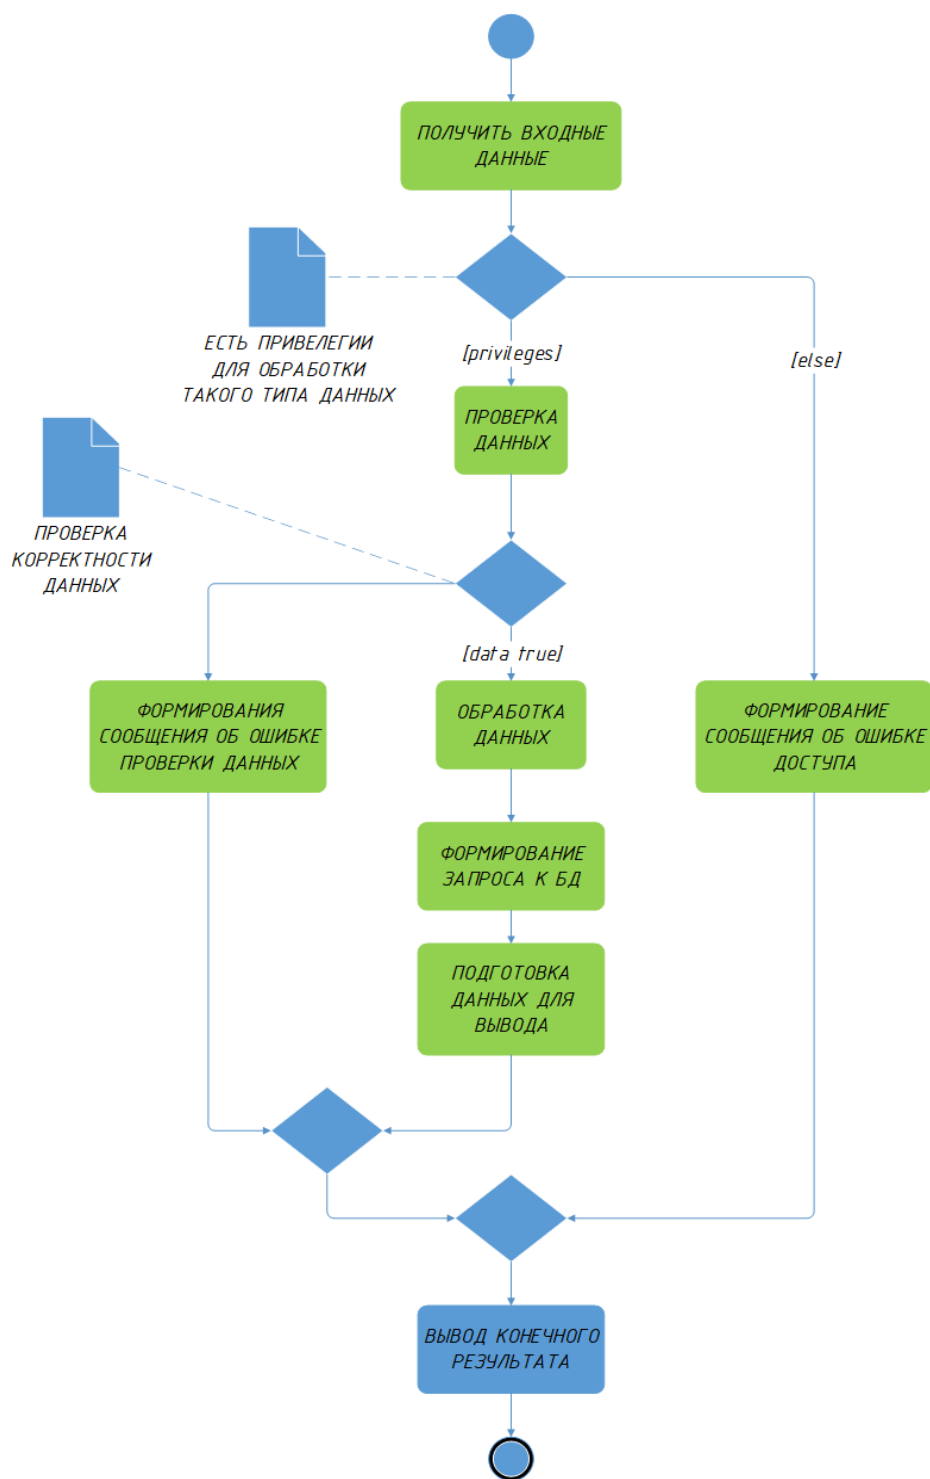 ПОЛУЧИТЬ ВХОДНЫЕ
ДАННЫЕ
ЕСТЬ ПРИВЕЛЕГИИ
ДЛЯ ОБРАБОТКИ
ТАКОГО ТИПА ДАННЫХ
[privileges]
[else]
ПРОВЕРКА
ДАННЫХ
ПРОВЕРКА
КОРРЕКТНОСТИ
ДАННЫХ
[data true]
ФОРМИРОВАНИЯ
СООБЩЕНИЯ ОБ ОШИБКЕ
ПРОВЕРКИ ДАННЫХ
ОБРАБОТКА
ДАННЫХ
ФОРМИРОВАНИЕ
СООБЩЕНИЯ ОБ ОШИБКЕ
ДОСТУПА
ФОРМИРОВАНИЕ
ЗАПРОСА К БД
ПОДГОТОВКА
ДАННЫХ ДЛЯ
ВЫВОДА
ВЫВОД КОНЕЧНОГО
РЕЗУЛЬТАТА